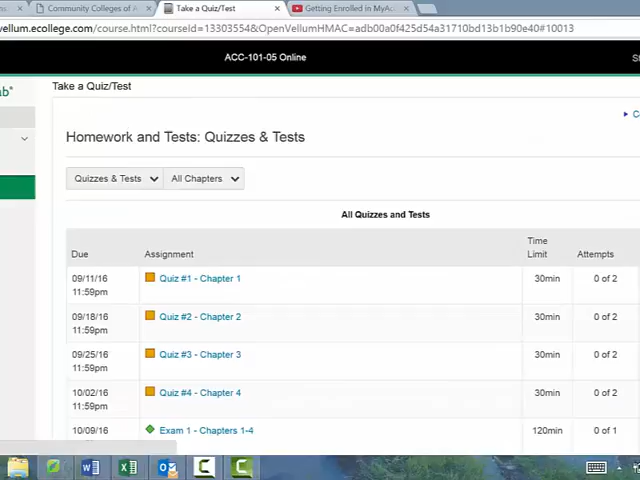 Community Colleges of A
Take a Quiz/Test
Getting Enrolled in MyAc
vellum.ecollege.com/course.html?courseId=13303554&OpenVellumHMAC=adb00a0f425d54a31710bd13b1b90e40#10013
ACC-101-05 Online
St
Take a Quiz/Test
Homework and Tests: Quizzes & Tests
Quizzes & Tests All Chapters
All Quizzes and Tests
Due Assignment Time Limit Attempts
09/11/16 11:59pm Quiz #1 - Chapter 1 30min 0 of 2
09/18/16 11:59pm Quiz #2 - Chapter 2 30min 0 of 2
09/25/16 11:59pm Quiz #3 - Chapter 3 30min 0 of 2
10/02/16 11:59pm Quiz #4 - Chapter 4 30min 0 of 2
10/09/16 Exam 1 - Chapters 1-4 120min 0 of 1